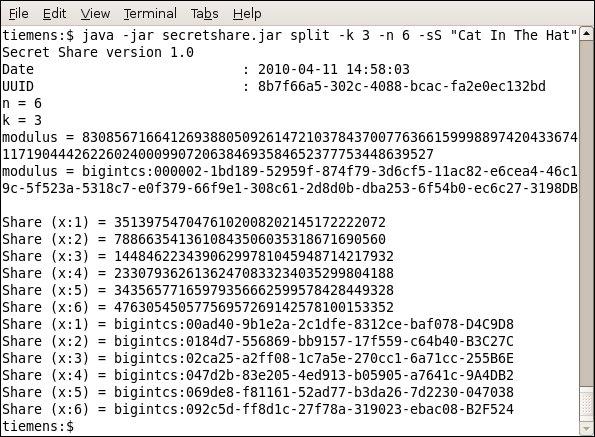 File Edit View Terminal Tabs Help
tiemens:$ java -jar secretshare.jar split -k 3 -n 6 -sS "Cat In The Hat"
Secret Share version 1.0
Date : 2010-04-11 14:58:03
UUID : 8b7f66a5-302c-4088-bcac-fa2e0ec132bd
n = 6
k = 3
modulus = 83085671664126938805092614721037843700776366159998897420433674
11719044426226024000990720638469358465237775344 8639527
modulus = bigintcs:000002-1bd189-52959f-874f79-3d6cf5-11ac82-e6cea4-46c1
9c-5f523a-5318c7-e0f379-66f9e1-308c61-2d8d0b-dba253-6f54b0-ec6c27-3198DB
Share (x:1) = 3513975470476102008202145172222072
Share (x:2) = 7886635413610843506035318671690560
Share (x:3) = 14484622343906299781045948714217932
Share (x:4) = 23307936261362470833234035299804188
Share (x:5) = 34356577165979356662599578428449328
Share (x:6) = 47630545057756957269142578100153352
Share (x:1) = bigintcs:00ad40-9b1e2a-2c1dfe-8312ce-baf078-D4C9D8
Share (x:2) = bigintcs:0184d7-556869-bb9157-17f559-c64b40-B3C27C
Share (x:3) = bigintcs:02ca25-a2ff08-1c7a5e-270cc1-6a71cc-255B6E
Share (x:4) = bigintcs:047d2b-83e205-4ed913-b05905-a7641c-9A4DB2
Share (x:5) = bigintcs:069de8-f81161-52ad77-b3da26-7d2230-047038
Share (x:6) = bigintcs:092c5d-ff8d1c-27f78a-319023-ebac08-B2F524
tiemens:$